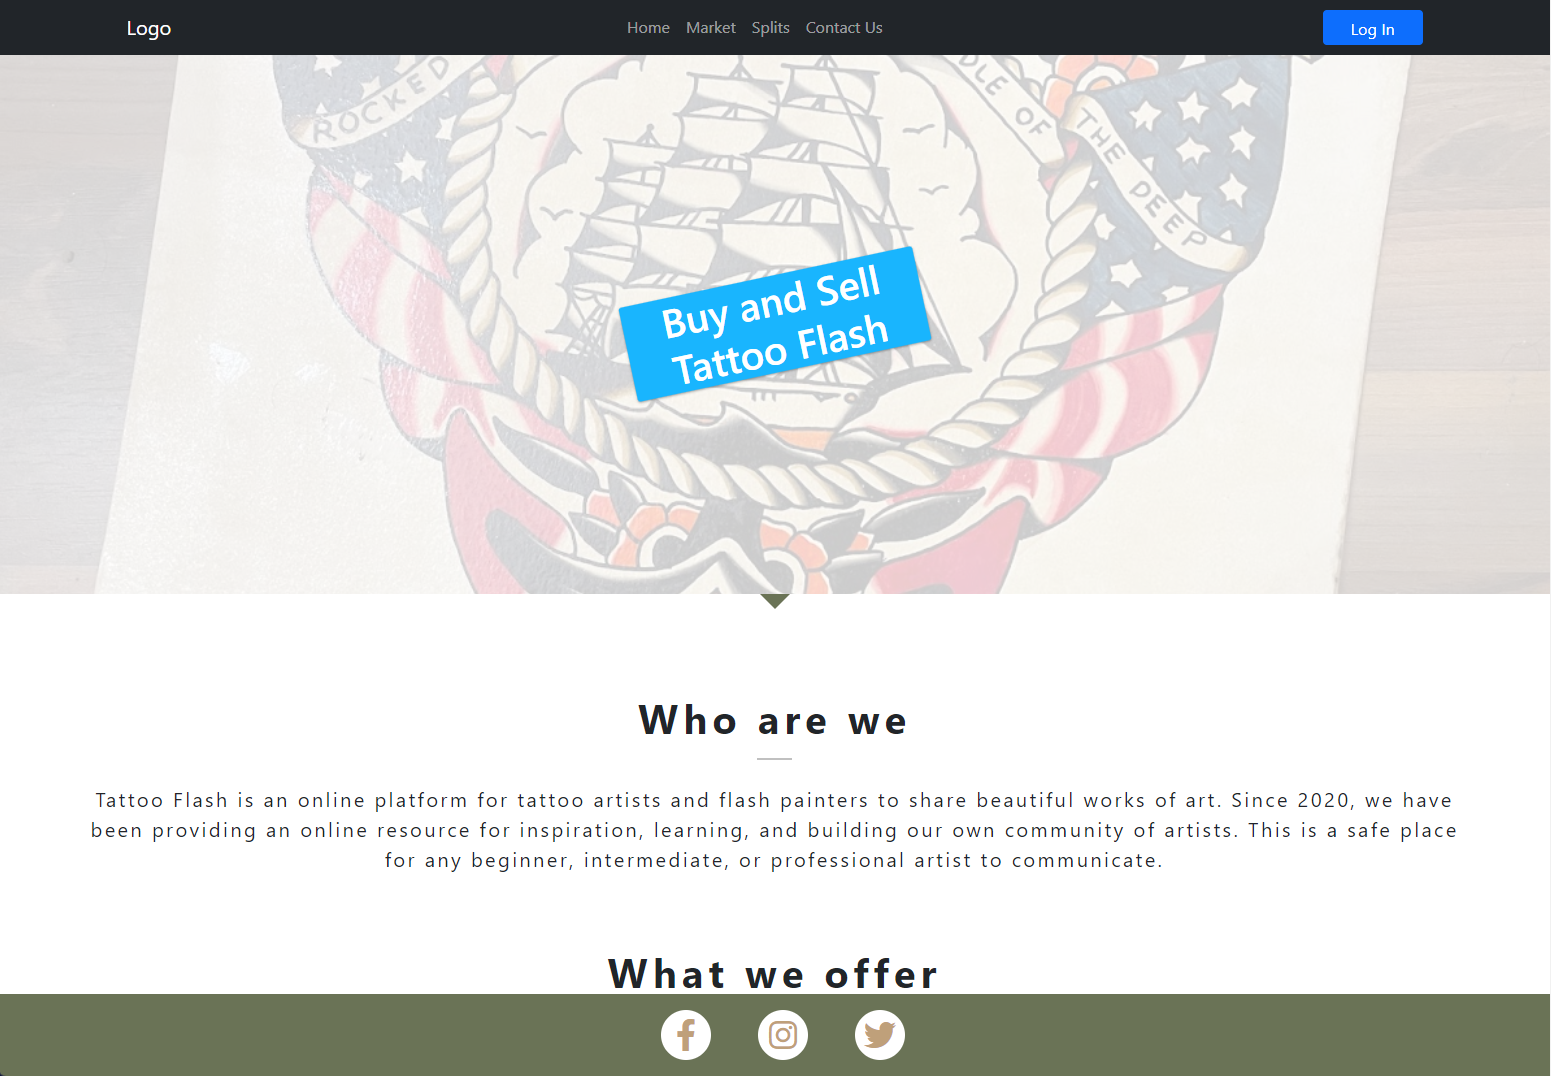 Logo
Home Market Splits Contact Us
Log In
ROCKED
DLE OF THE DEEP
Buy and Sell
Tattoo Flash
Who are we
Tattoo Flash is an online platform for tattoo artists and flash painters to share beautiful works of art. Since 2020, we have
been providing an online resource for inspiration, learning, and building our own community of artists. This is a safe place
for any beginner, intermediate, or professional artist to communicate.
What we offer